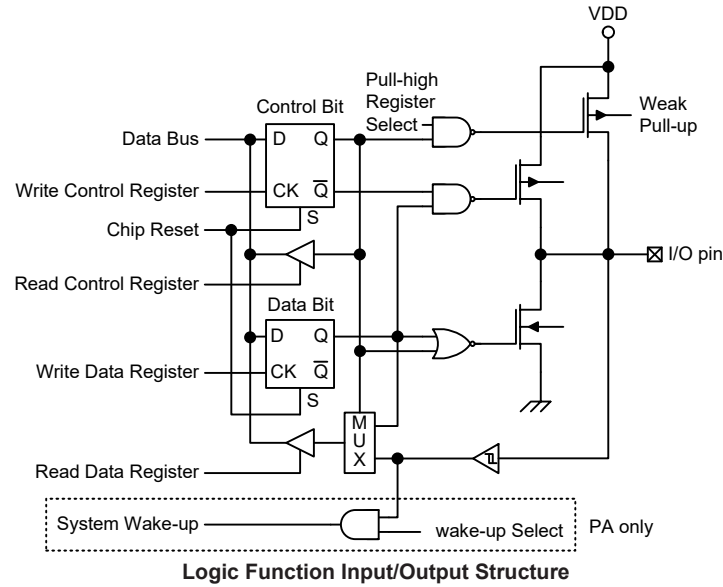 VDD
Pull-high
Register
Select
Control Bit
Weak
Pull-up
Data Bus
D
Q
Write Control Register
CK
Q̅
Chip Reset
S
I/O pin
Read Control Register
Data Bit
D
Q
Write Data Register
CK
Q̅
S
M
U
X
Read Data Register
System Wake-up
wake-up Select
PA only
Logic Function Input/Output Structure